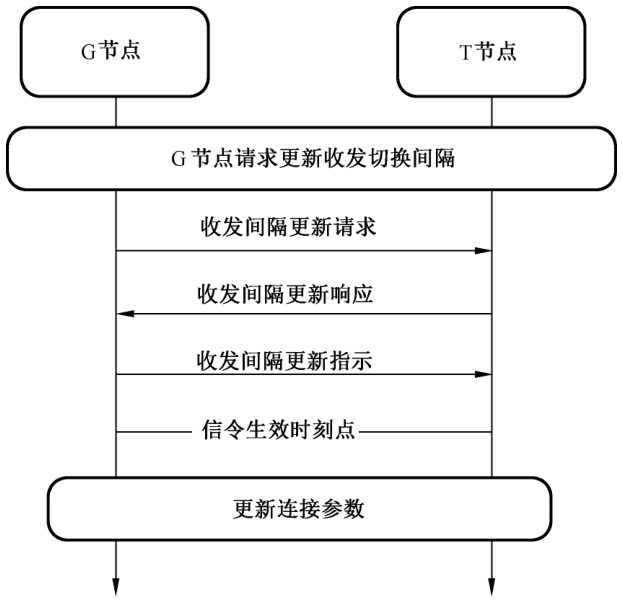 G节点
T节点
G节点请求更新收发切换间隔
收发间隔更新请求
收发间隔更新响应
收发间隔更新指示
信令生效时刻点
更新连接参数